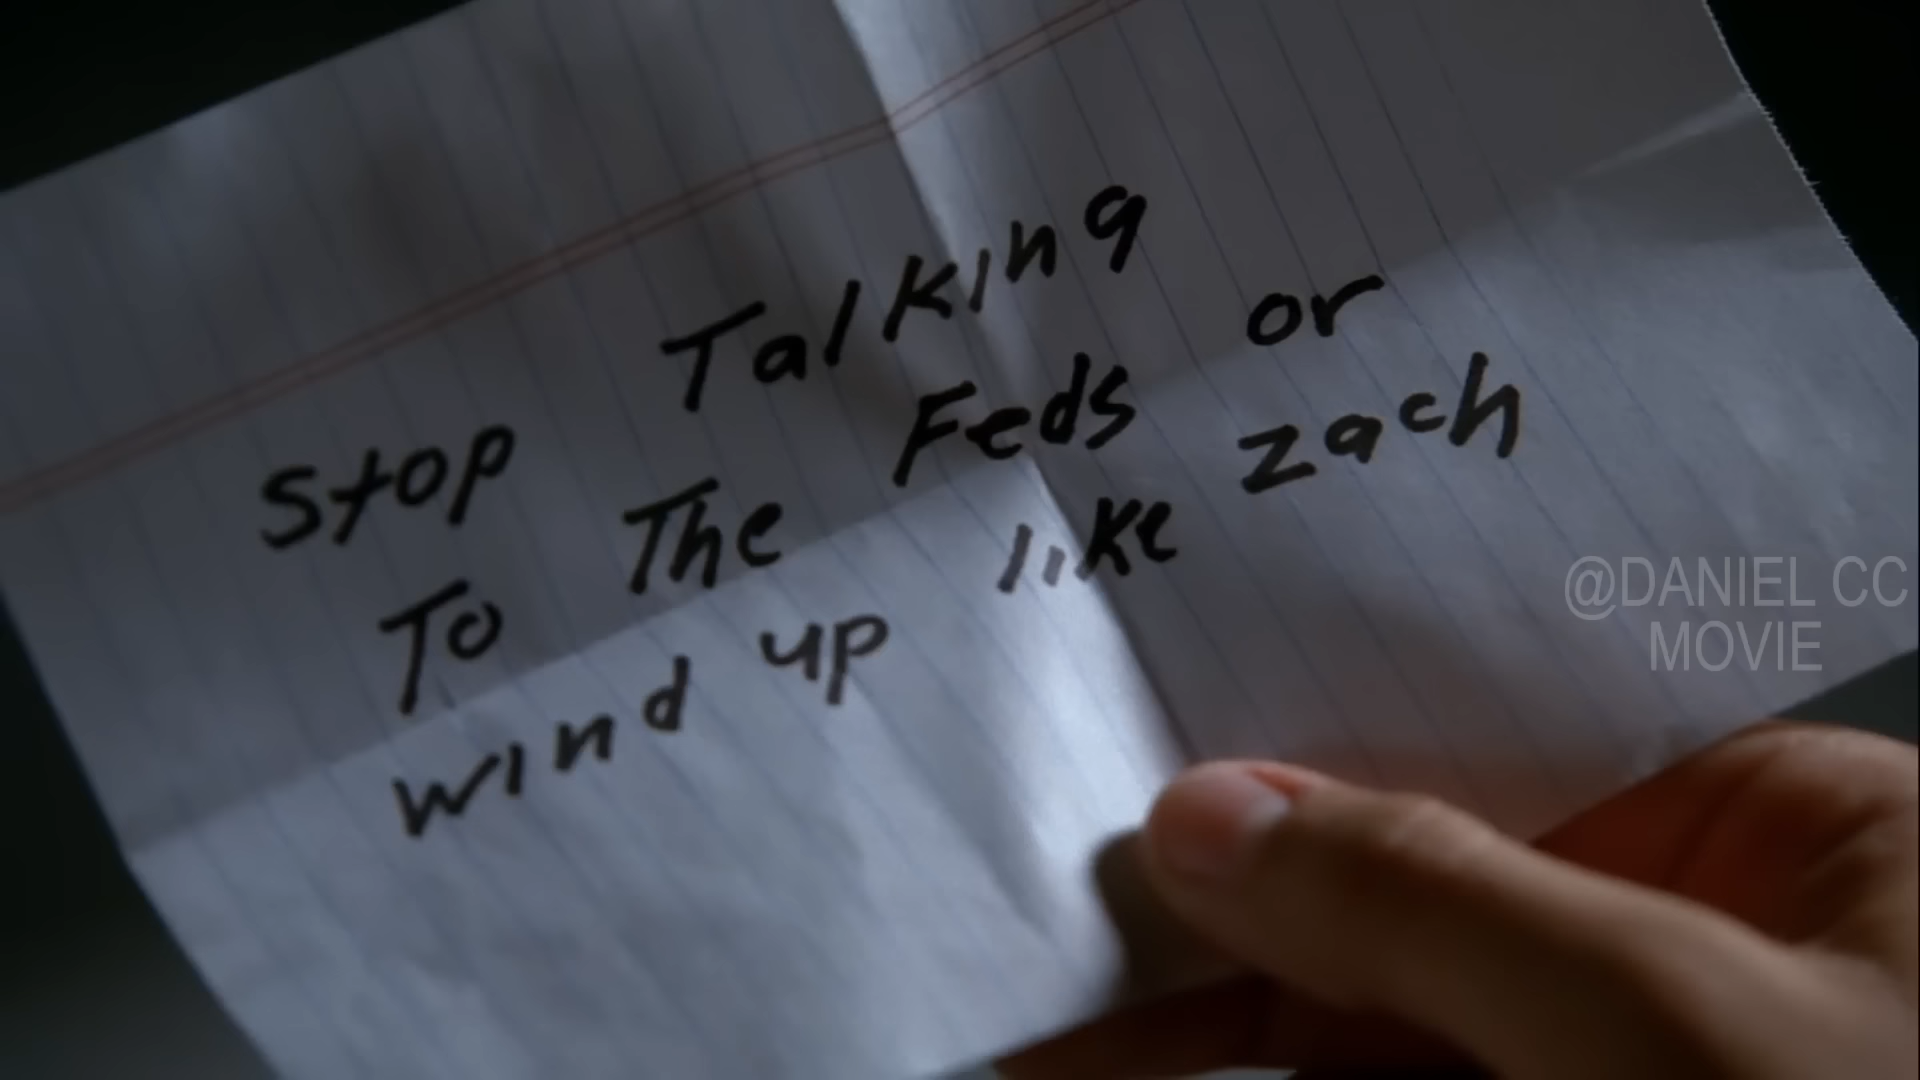 Stop Talking
To The Feds or
wind up like zach
@DANIEL CC
MOVIE